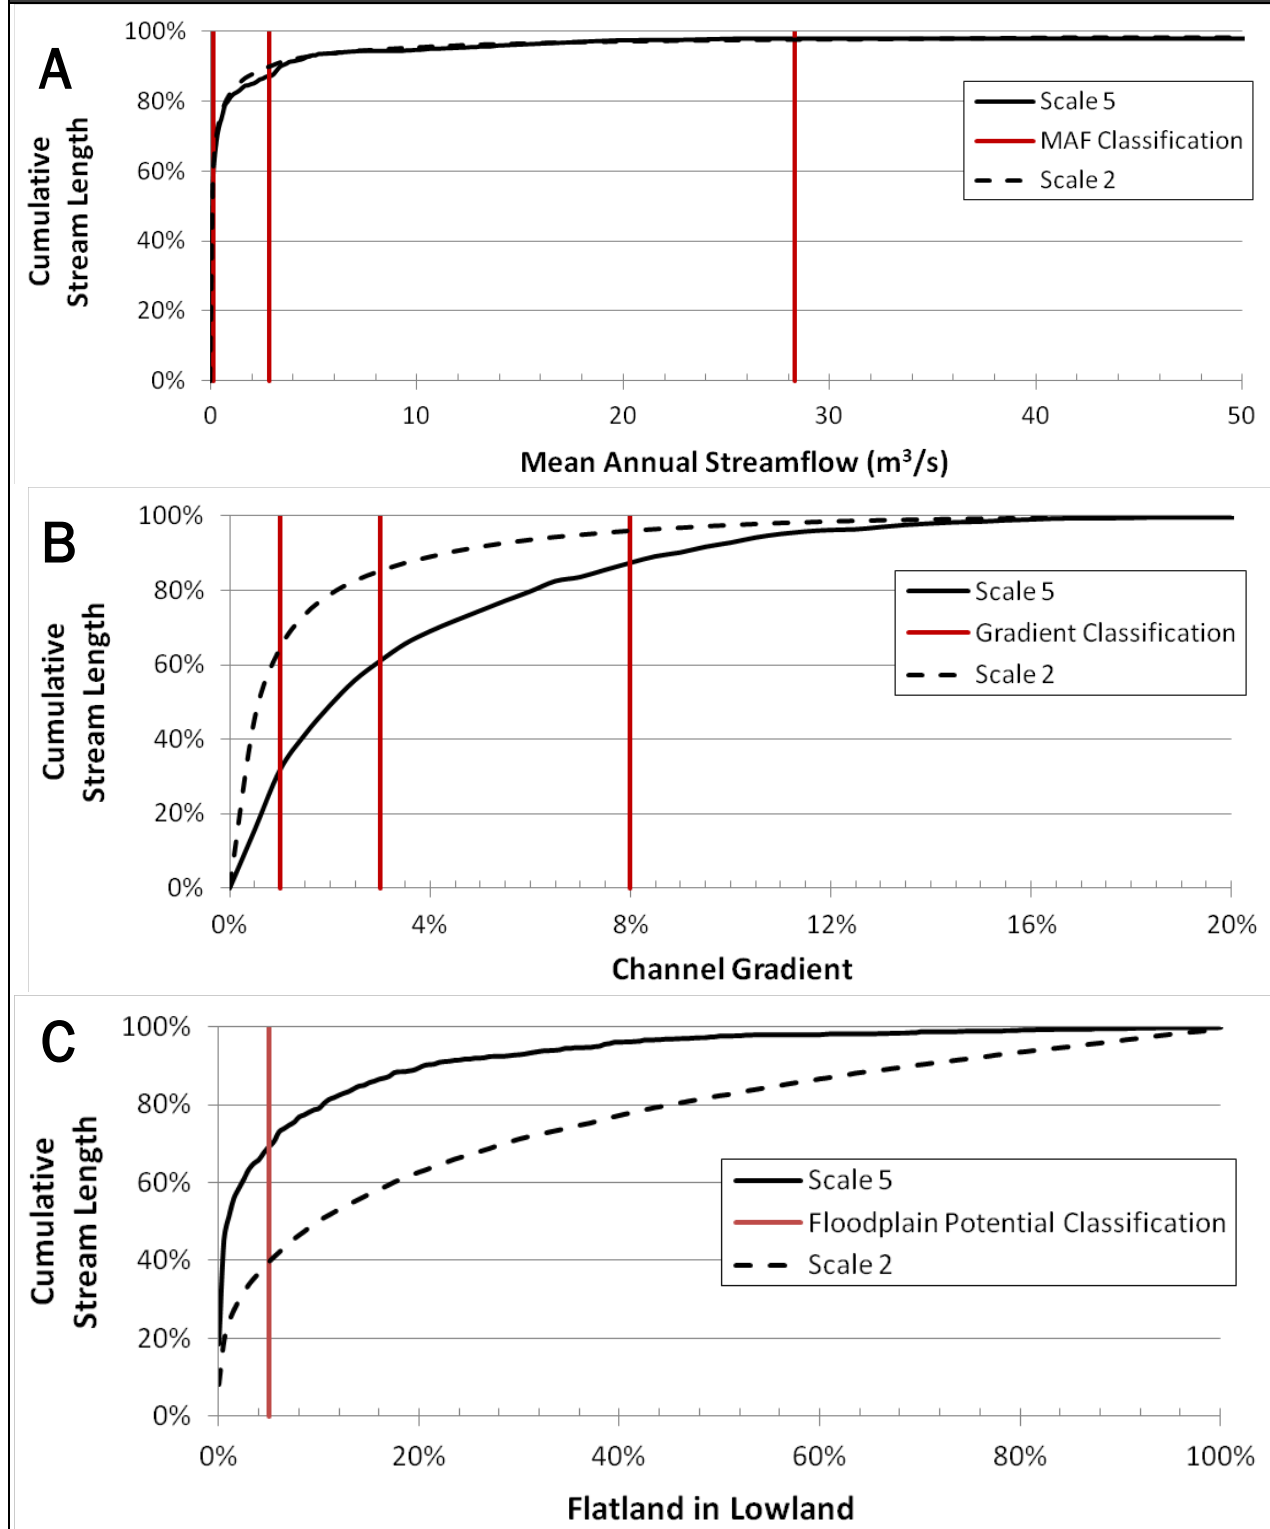 A
100%
80%
60%
40%
20%
0%
Cumulative
Stream Length
Scale 5
MAF Classification
Scale 2
0 10 20 30 40 50
Mean Annual Streamflow (m³/s)
B
100%
80%
60%
40%
20%
0%
Cumulative
Stream Length
Scale 5
Gradient Classification
Scale 2
0% 4% 8% 12% 16% 20%
Channel Gradient
C
100%
80%
60%
40%
20%
0%
Cumulative
Stream Length
Scale 5
Floodplain Potential Classification
Scale 2
0% 20% 40% 60% 80% 100%
Flatland in Lowland